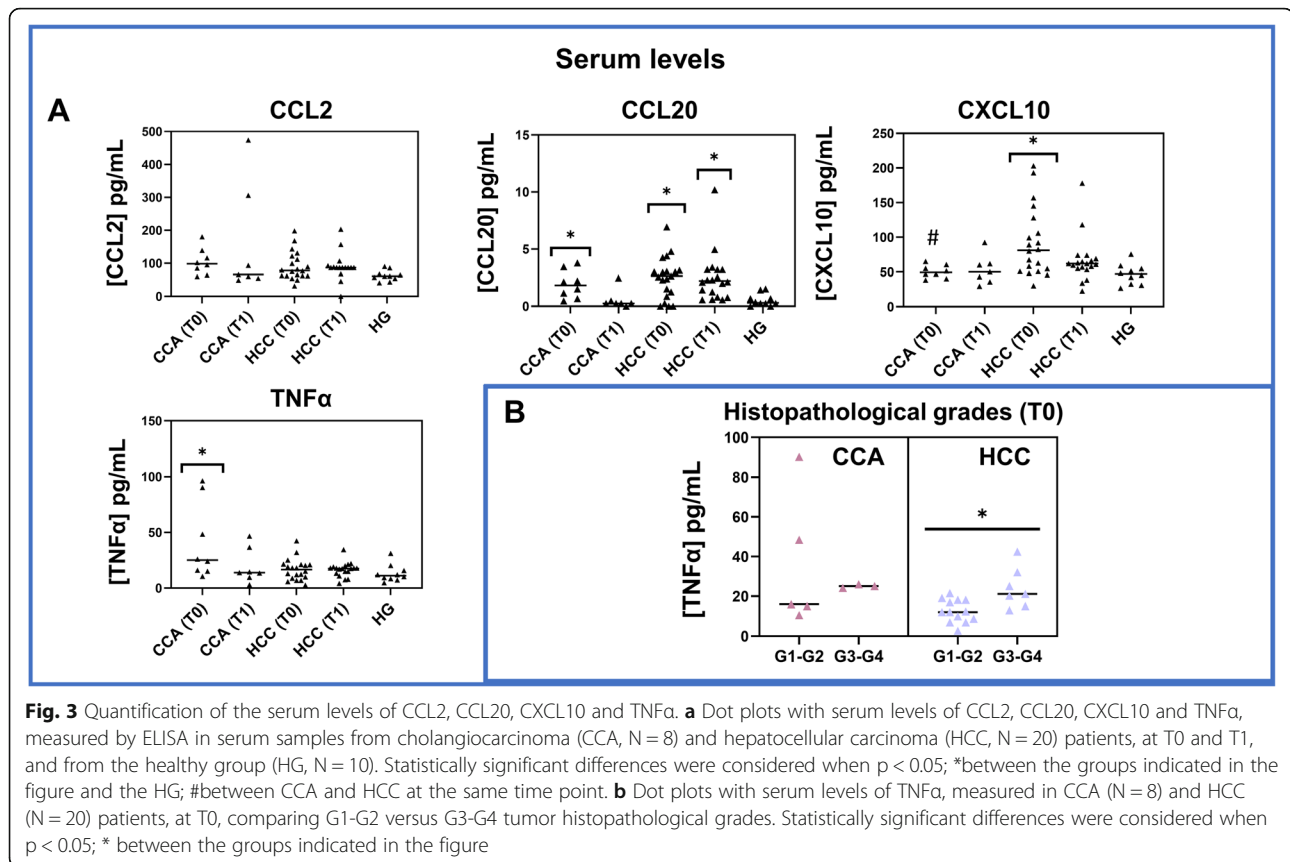 Serum levels
A
CCL2
[CCL2] pg/mL
500
400
300
200
100
0
CCA (T0)
CCA (T1)
HCC (T0)
HCC (T1)
HG
CCL20
[CCL20] pg/mL
15
10
5
0
*
*
*
CCA (T0)
CCA (T1)
HCC (T0)
HCC (T1)
HG
CXCL10
[CXCL10] pg/mL
250
200
150
100
50
0
#
*
CCA (T0)
CCA (T1)
HCC (T0)
HCC (T1)
HG
TNFα
[TNFα] pg/mL
150
100
50
0
*
CCA (T0)
CCA (T1)
HCC (T0)
HCC (T1)
HG
B
Histopathological grades (T0)
[TNFα] pg/mL
100
80
60
40
20
0
CCA
HCC
*
G1-G2
G3-G4
G1-G2
G3-G4
Fig. 3 Quantification of the serum levels of CCL2, CCL20, CXCL10 and TNFα. a Dot plots with serum levels of CCL2, CCL20, CXCL10 and TNFα,
measured by ELISA in serum samples from cholangiocarcinoma (CCA, N = 8) and hepatocellular carcinoma (HCC, N = 20) patients, at T0 and T1,
and from the healthy group (HG, N = 10). Statistically significant differences were considered when p < 0.05; *between the groups indicated in the
figure and the HG; #between CCA and HCC at the same time point. b Dot plots with serum levels of TNFα, measured in CCA (N = 8) and HCC
(N = 20) patients, at T0, comparing G1-G2 versus G3-G4 tumor histopathological grades. Statistically significant differences were considered when
p < 0.05; * between the groups indicated in the figure